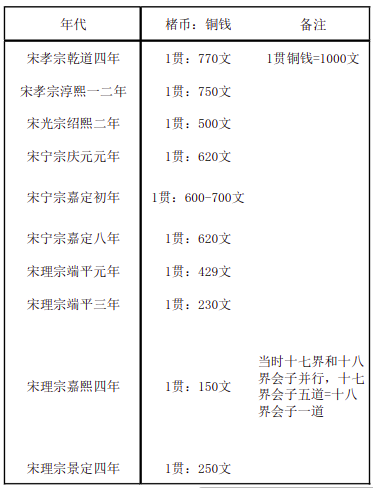 年代 楮币：铜钱 备注
宋孝宗乾道四年 1贯：770文 1贯铜钱=1000文
宋孝宗淳熙一二年 1贯：750文
宋光宗绍熙二年 1贯：500文
宋宁宗庆元元年 1贯：620文
宋宁宗嘉定初年 1贯：600-700文
宋宁宗嘉定八年 1贯：620文
宋理宗端平元年 1贯：429文
宋理宗端平三年 1贯：230文
当时十七界和十八
界会子并行，十七
宋理宗嘉熙四年 1贯：150文
界会子五道=十八
界会子一道
宋理宗景定四年 1贯：250文